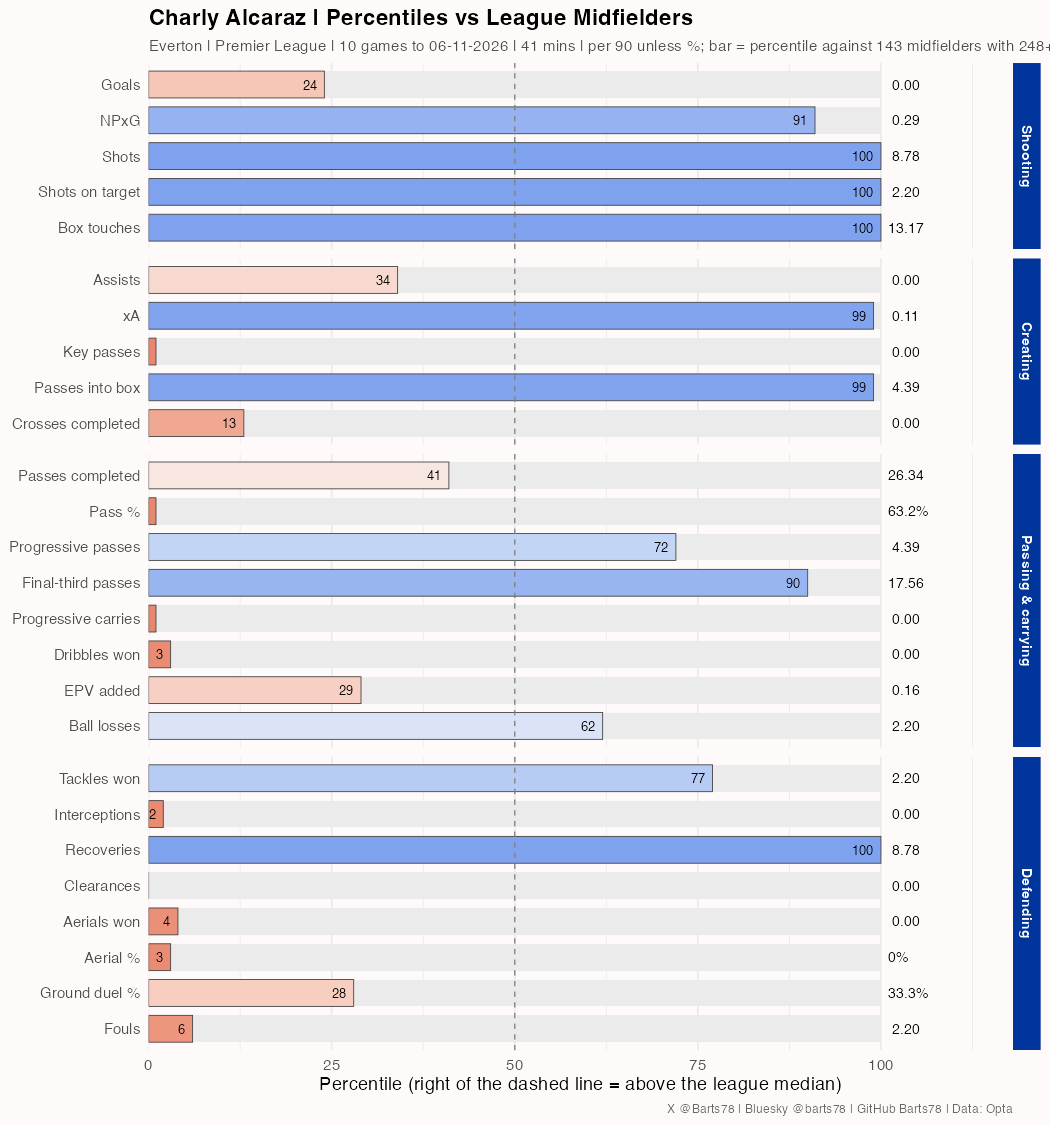 Charly Alcaraz | Percentiles vs League Midfielders
Everton | Premier League | 10 games to 06-11-2026 | 41 mins | per 90 unless %; bar = percentile against 143 midfielders with 248+
Goals 24 0.00
NPxG 91 0.29
Shots 100 8.78
Shots on target 100 2.20
Box touches 100 13.17
Shooting
Assists 34 0.00
xA 99 0.11
Key passes 0.00
Passes into box 99 4.39
Crosses completed 13 0.00
Creating
Passes completed 41 26.34
Pass % 63.2%
Progressive passes 72 4.39
Final-third passes 90 17.56
Progressive carries 0.00
Dribbles won 3 0.00
EPV added 29 0.16
Ball losses 62 2.20
Passing & carrying
Tackles won 77 2.20
Interceptions 2 0.00
Recoveries 100 8.78
Clearances 0.00
Aerials won 4 0.00
Aerial % 3 0%
Ground duel % 28 33.3%
Fouls 6 2.20
Defending
0 25 50 75 100
Percentile (right of the dashed line = above the league median)
X @Barts78 | Bluesky @barts78 | GitHub Barts78 | Data: Opta